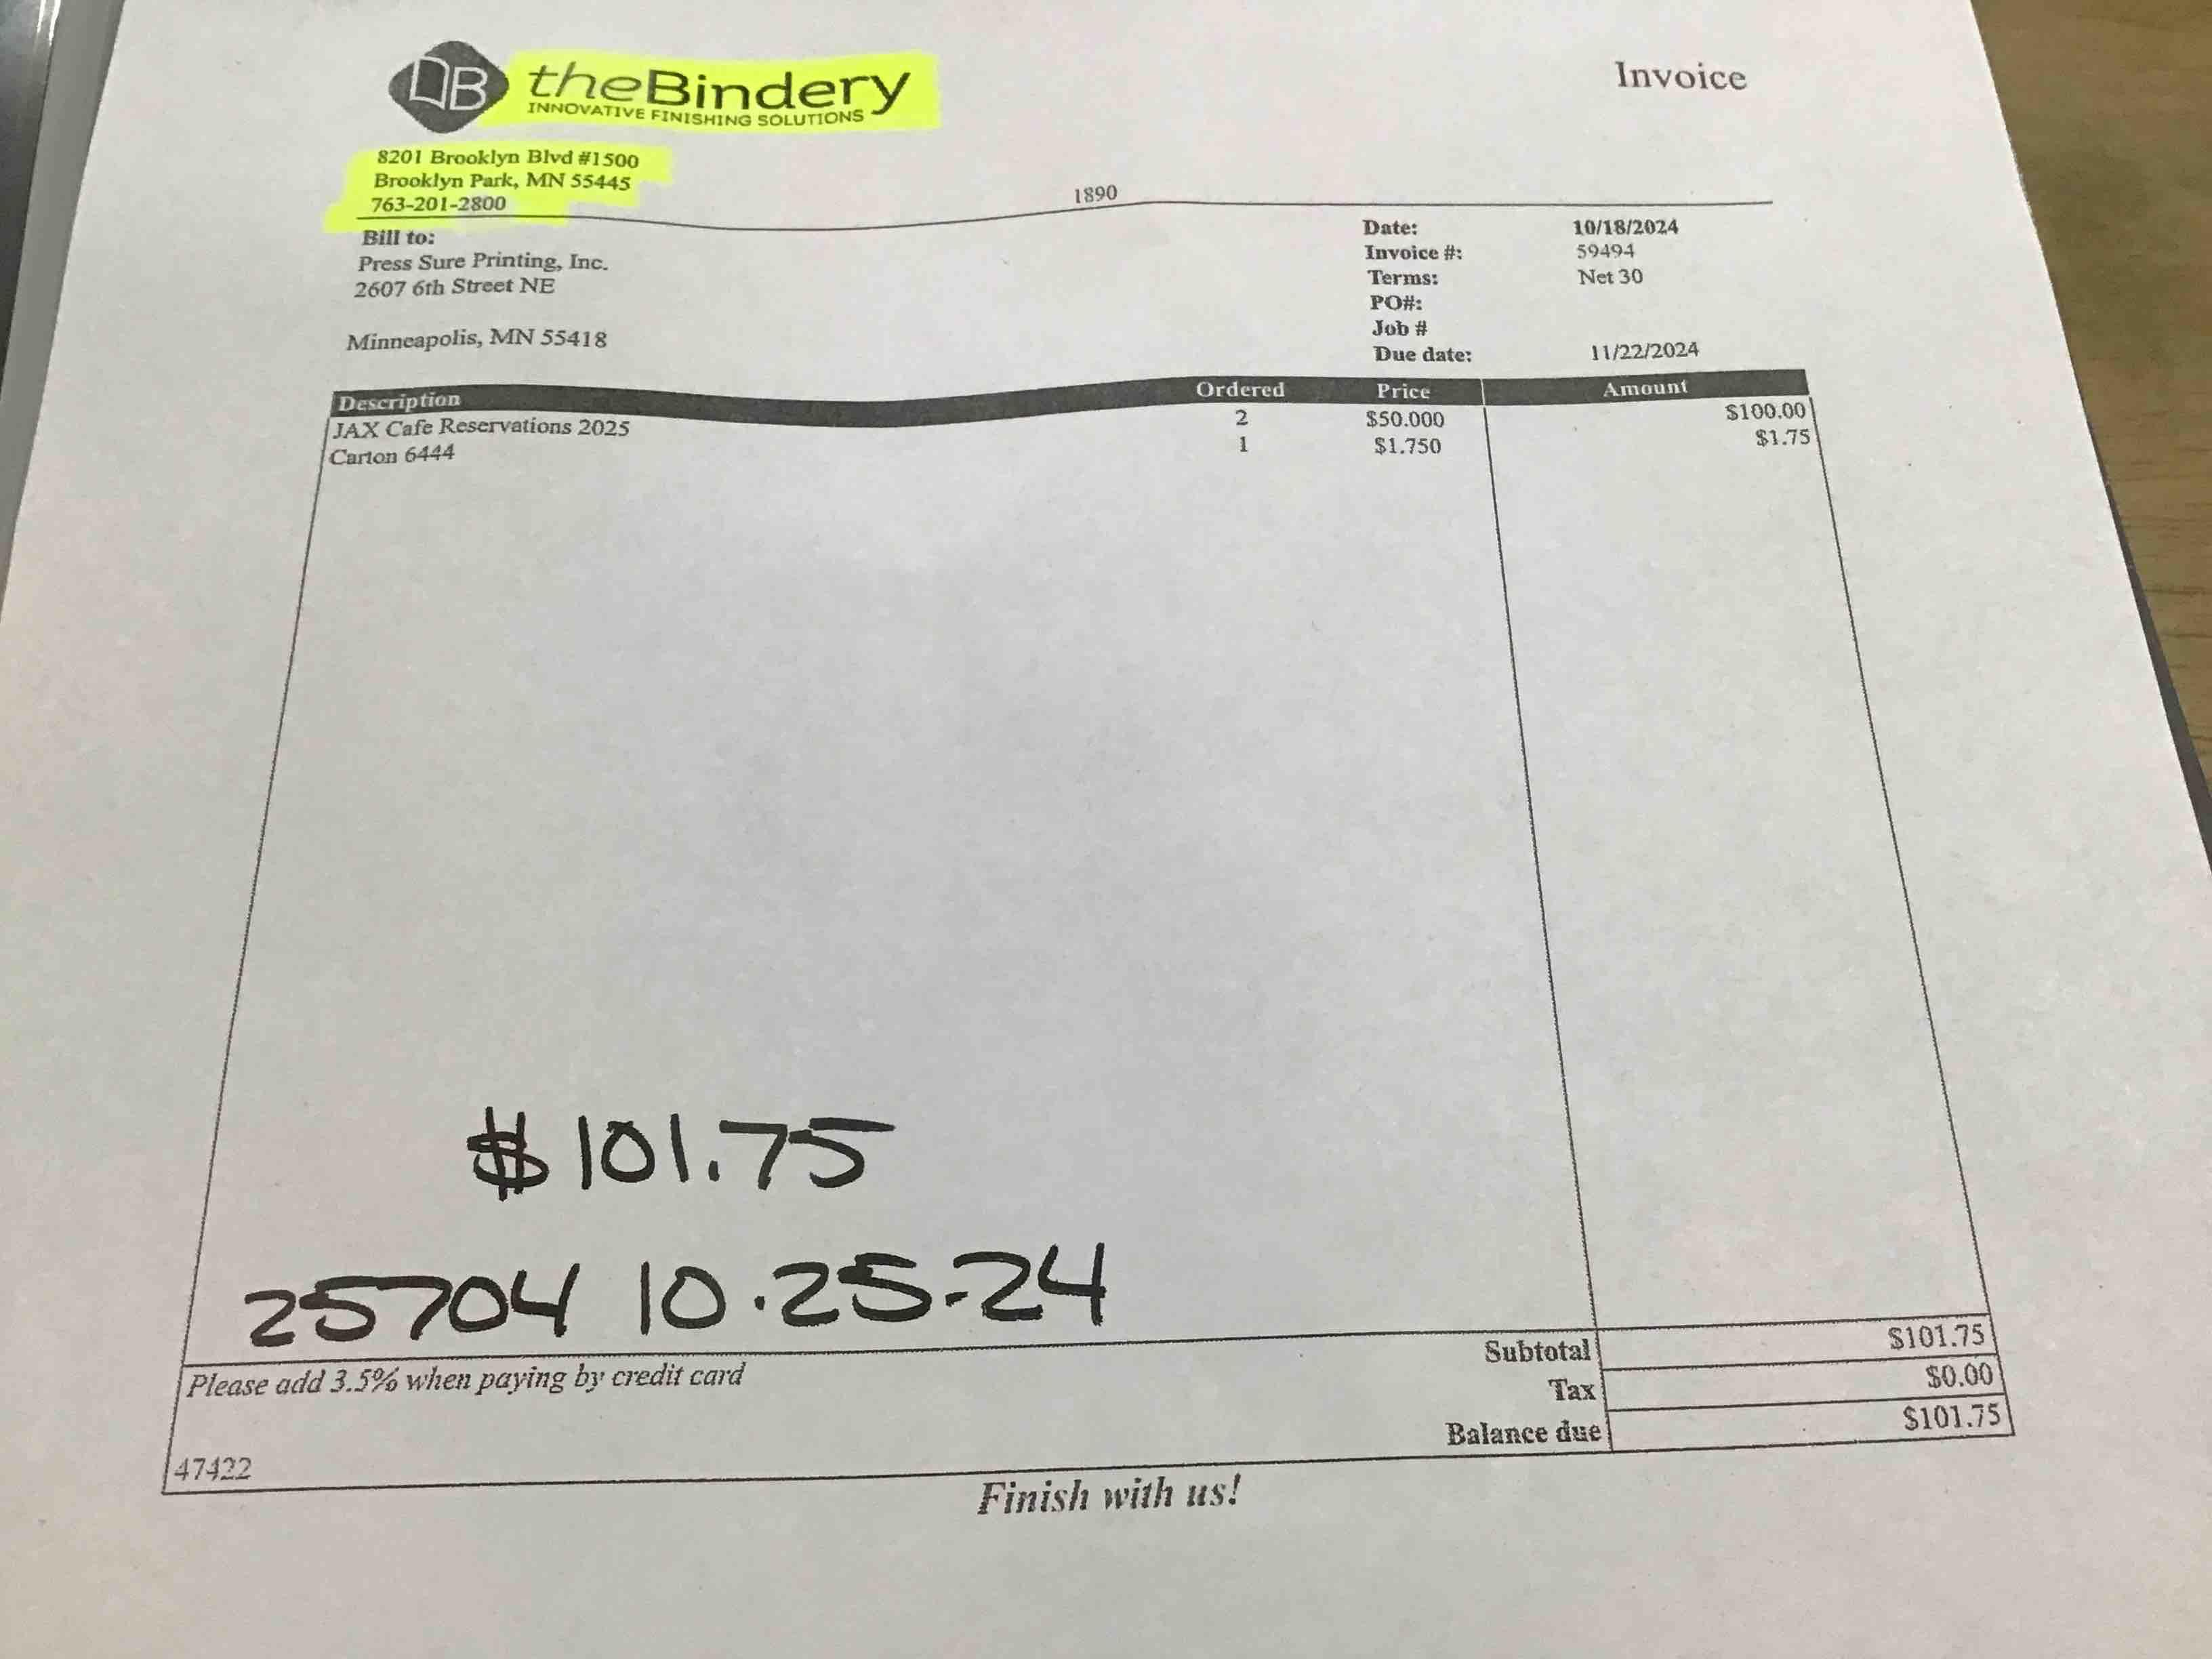 DB theBindery
INNOVATIVE FINISHING SOLUTIONS
Invoice
8201 Brooklyn Blvd #1500
Brooklyn Park, MN 55445
763-201-2800
1890
Bill to:
Press Sure Printing, Inc.
2607 6th Street NE
Minneapolis, MN 55418
Date: 10/18/2024
Invoice #: 59494
Terms: Net 30
PO#:
Job #
Due date: 11/22/2024
Description Ordered Price Amount
JAX Cafe Reservations 2025 2 $50.000 $100.00
Carton 6444 1 $1.750 $1.75
$101.75
25704 10.25-24
Subtotal $101.75
Please add 3.5% when paying by credit card
Tax $0.00
Balance due $101.75
47422
Finish with us!